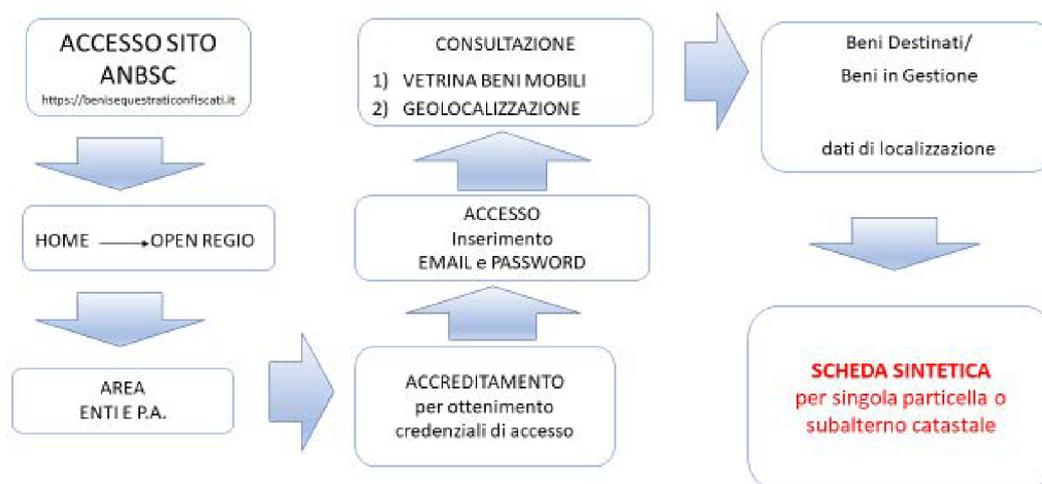 ACCESSO SITO
ANBSC
https://benisequestraticonfiscati.it
HOME OPEN REGIO
AREA
ENTI E P.A.
ACCREDITAMENTO
per ottenimento
credenziali di accesso
ACCESSO
Inserimento
EMAIL e PASSWORD
CONSULTAZIONE
1) VETRINA BENI MOBILI
2) GEOLOCALIZZAZIONE
Beni Destinati/
Beni in Gestione
dati di localizzazione
SCHEDA SINTETICA
per singola particella o
subalterno catastale